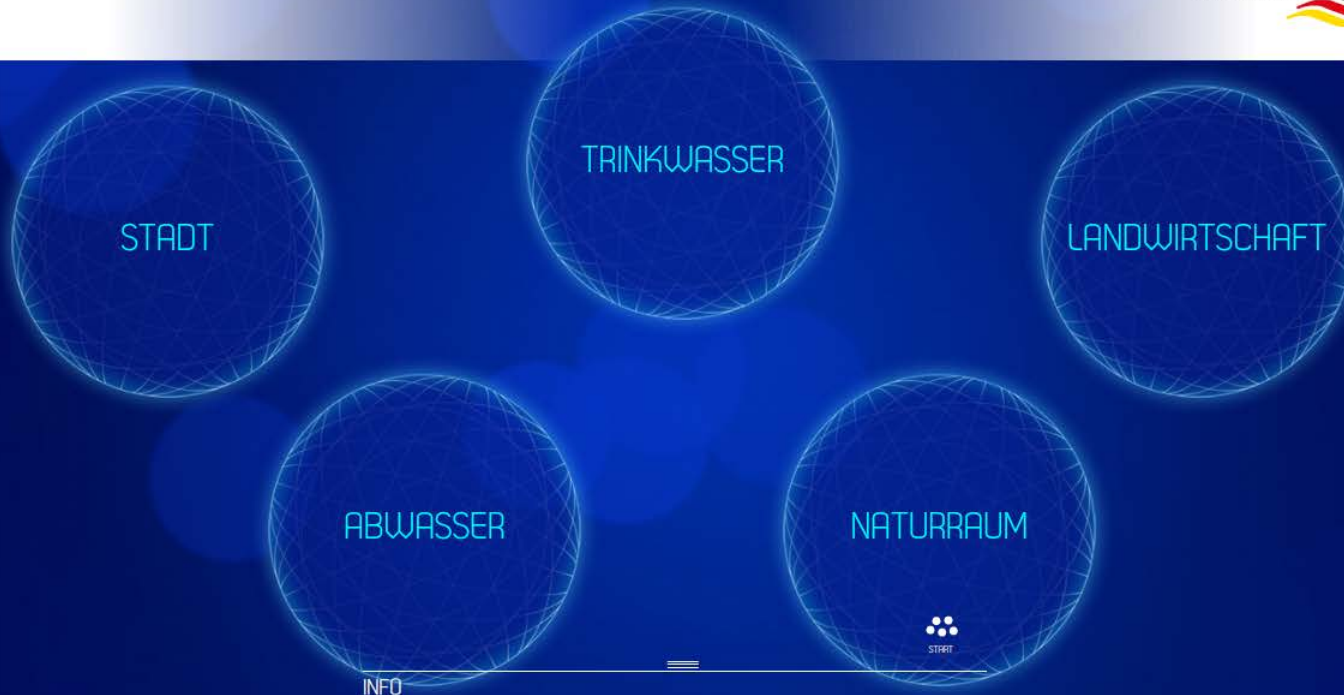 TRINKWASSER
STADT
LANDWIRTSCHAFT
ABWASSER
NATURRAUM
START
INFO